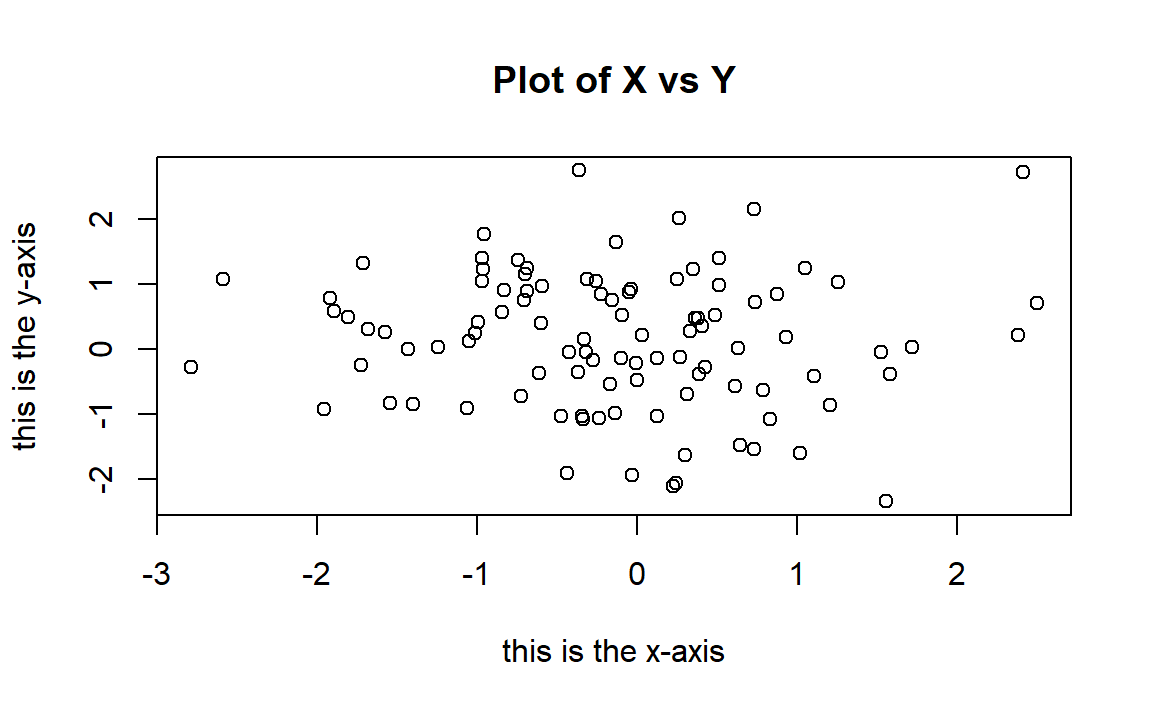 Plot of X vs Y
this is the y-axis
2
1
0
-1
-2
-3 -2 -1 0 1 2
this is the x-axis